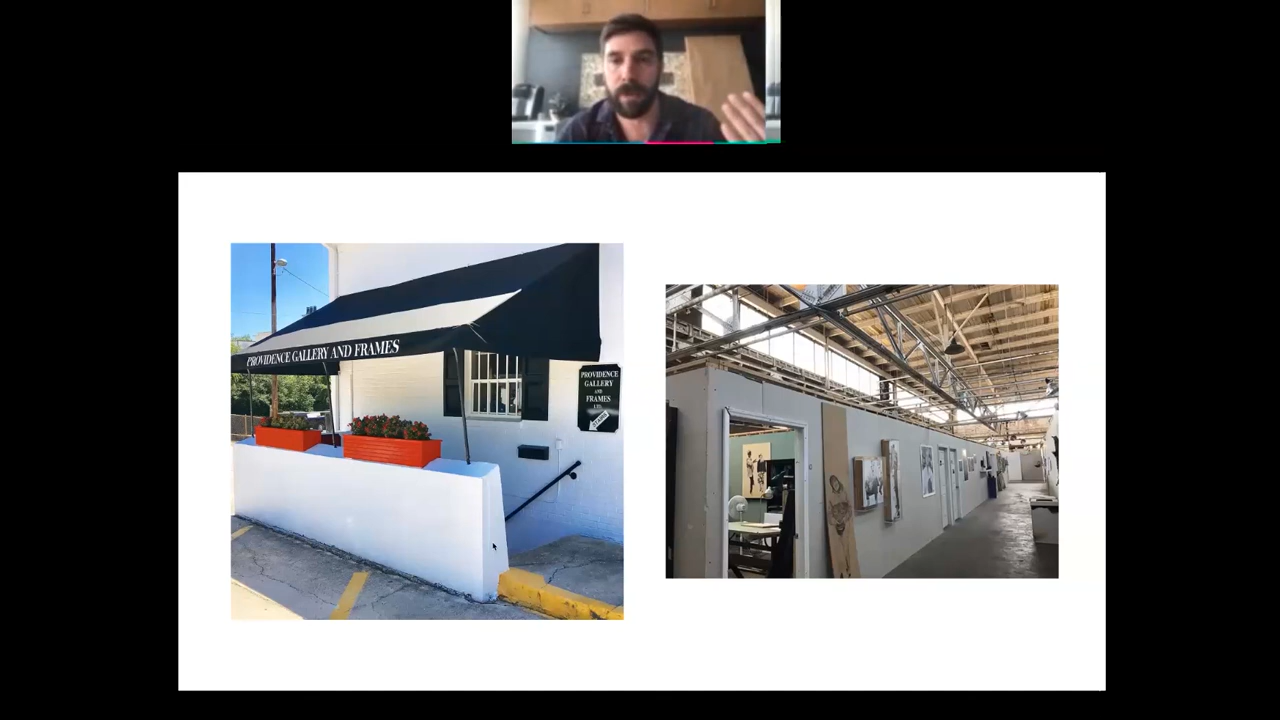 PROVIDENCE GALLERY AND FRAMES
PROVIDENCE
GALLERY
AND
FRAMES
LTD.